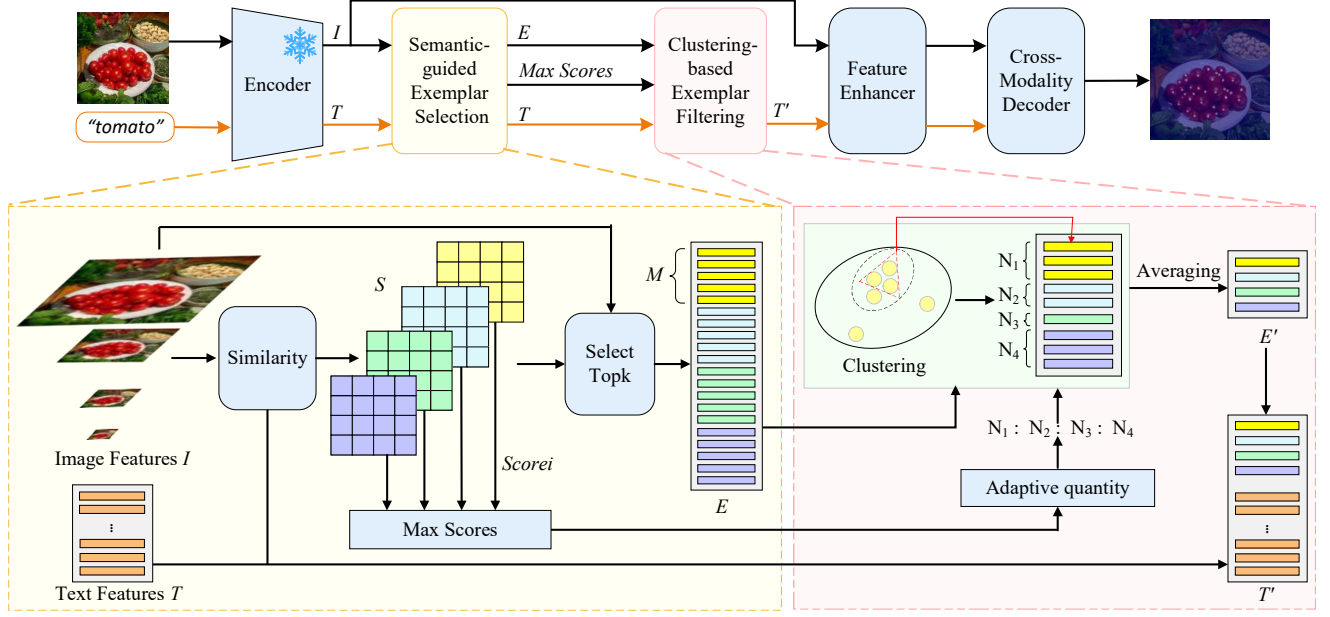 “tomato”
Encoder
I
T
Semantic-
guided
Exemplar
Selection
E
Max Scores
T
Clustering-
based
Exemplar
Filtering
T′
Feature
Enhancer
Cross-
Modality
Decoder
Image Features I
Text Features T
Similarity
S
Scorei
Max Scores
Select
Topk
M
E
Clustering
N₁
N₂
N₃
N₄
N₁ : N₂ : N₃ : N₄
Adaptive quantity
Averaging
E′
T′